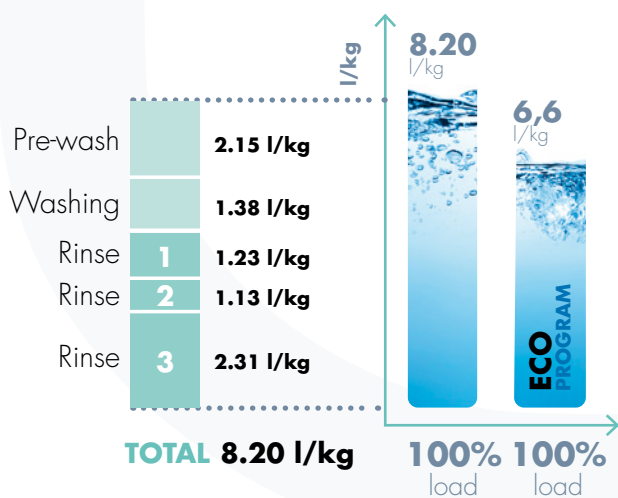 l/kg
8.20
l/kg
6,6
l/kg
Pre-wash 2.15 l/kg
Washing 1.38 l/kg
Rinse 1 1.23 l/kg
Rinse 2 1.13 l/kg
Rinse 3 2.31 l/kg
ECO
PROGRAM
TOTAL 8.20 l/kg
100% 100%
load load